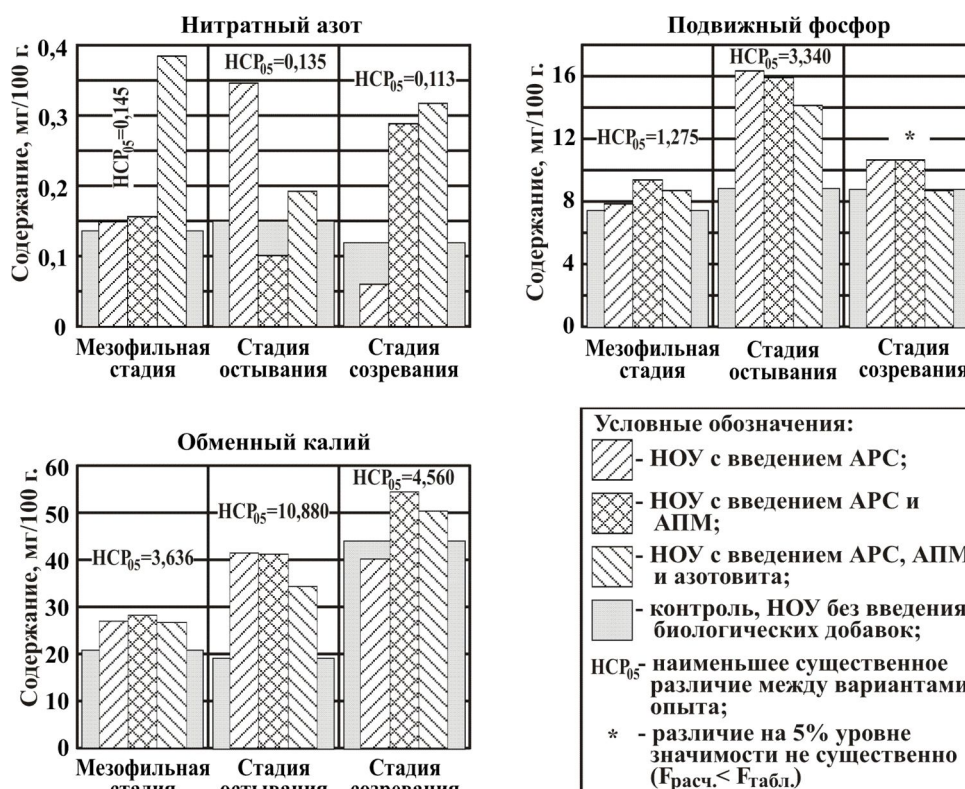 Нитратный азот
Содержание, мг/100 г.
0,4
0,3
0,2
0,1
0
НСР05=0,145
НСР05=0,135
НСР05=0,113
Мезофильная
стадия
Стадия
остывания
Стадия
созревания
Подвижный фосфор
Содержание, мг/100 г.
16
12
8
4
0
НСР05=1,275
НСР05=3,340
*
Мезофильная
стадия
Стадия
остывания
Стадия
созревания
Обменный калий
Содержание, мг/100 г.
60
50
40
30
20
10
0
НСР05=3,636
НСР05=10,880
НСР05=4,560
Мезофильная
стадия
Стадия
остывания
Стадия
созревания
Условные обозначения:
- НОУ с введением АРС;
- НОУ с введением АРС и
АПМ;
- НОУ с введением АРС, АПМ
и азотовита;
- контроль, НОУ без введения
биологических добавок;
НСР05- наименьшее существенное
различие между вариантами
опыта;
* - различие на 5% уровне
значимости не существенно
(Fрасч.< Fтабл.)